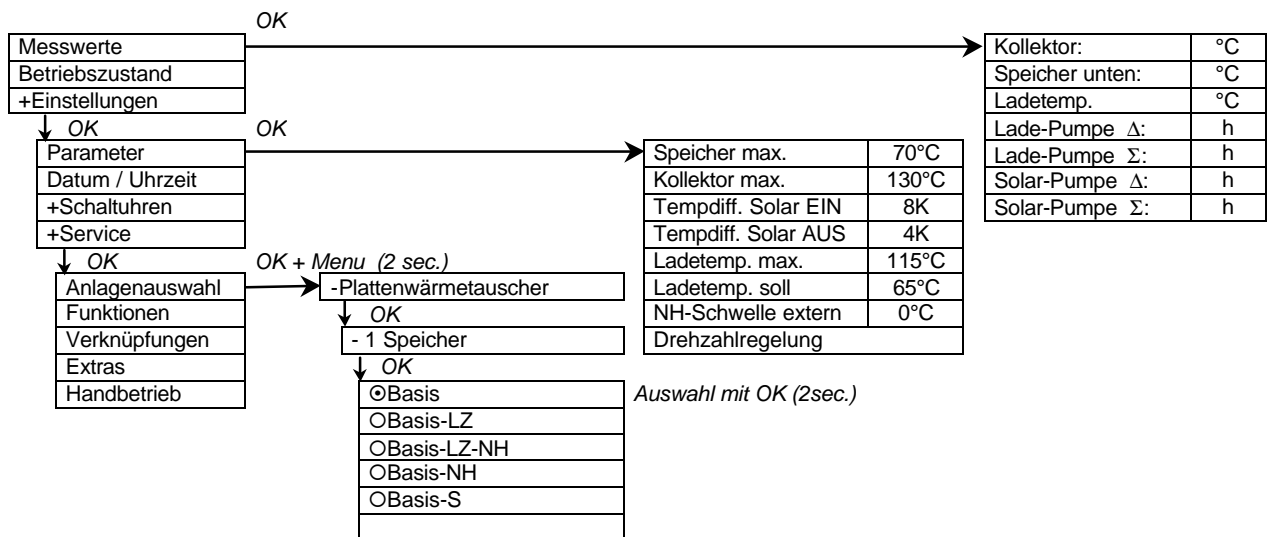 OK
Messwerte
Betriebszustand
+Einstellungen
Kollektor: °C
Speicher unten: °C
Ladetemp. °C
Lade-Pumpe Δ: h
Lade-Pumpe Σ: h
Solar-Pumpe Δ: h
Solar-Pumpe Σ: h
OK
OK
Parameter
Datum / Uhrzeit
+Schaltuhren
+Service
Speicher max. 70°C
Kollektor max. 130°C
Tempdiff. Solar EIN 8K
Tempdiff. Solar AUS 4K
Ladetemp. max. 115°C
Ladetemp. soll 65°C
NH-Schwelle extern 0°C
Drehzahlregelung
OK
OK + Menu (2 sec.)
Anlagenauswahl
Funktionen
Verknüpfungen
Extras
Handbetrieb
-Plattenwärmetauscher
OK
- 1 Speicher
OK
⊙Basis
Auswahl mit OK (2sec.)
○Basis-LZ
○Basis-LZ-NH
○Basis-NH
○Basis-S